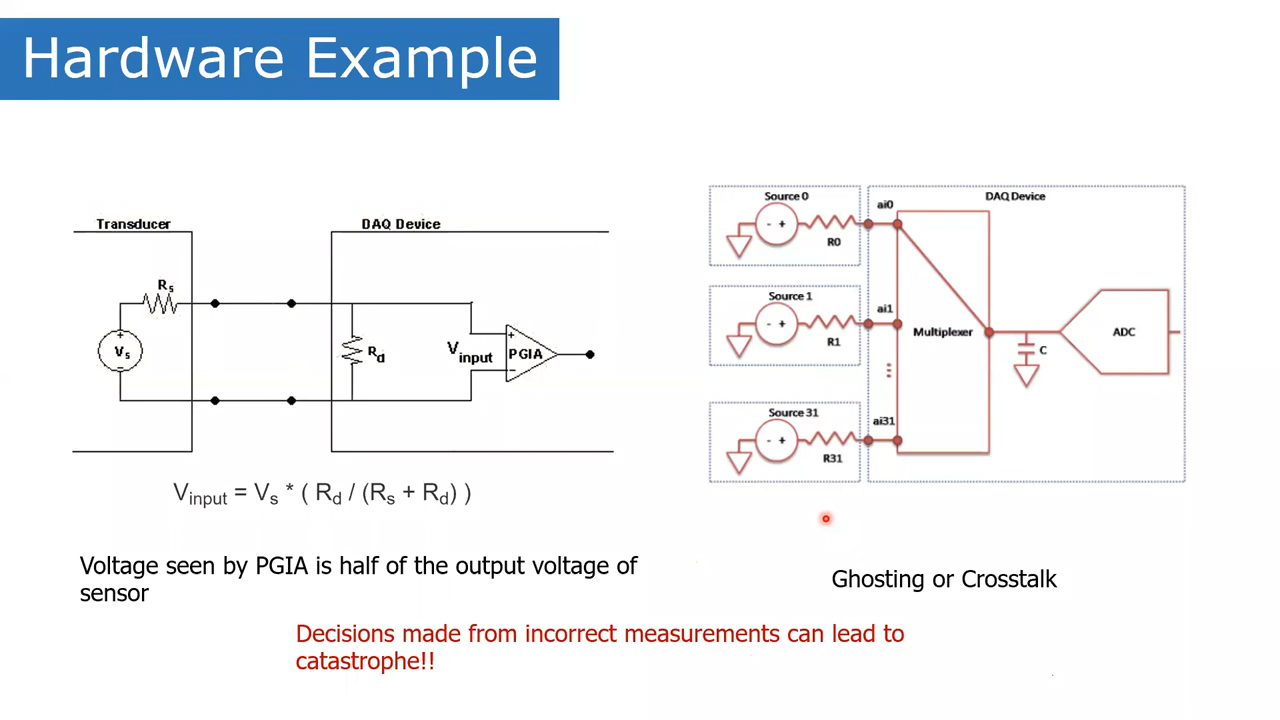 Hardware Example
Transducer
DAQ Device
Rs
+
Vs
−
Rd
Vinput
+
PGIA
−
Vinput = Vs * ( Rd / (Rs + Rd) )
Voltage seen by PGIA is half of the output voltage of
sensor
Source 0
- +
R0
ai0
DAQ Device
Source 1
- +
R1
ai1
Multiplexer
C
ADC
Source 31
- +
R31
ai31
Ghosting or Crosstalk
Decisions made from incorrect measurements can lead to
catastrophe!!